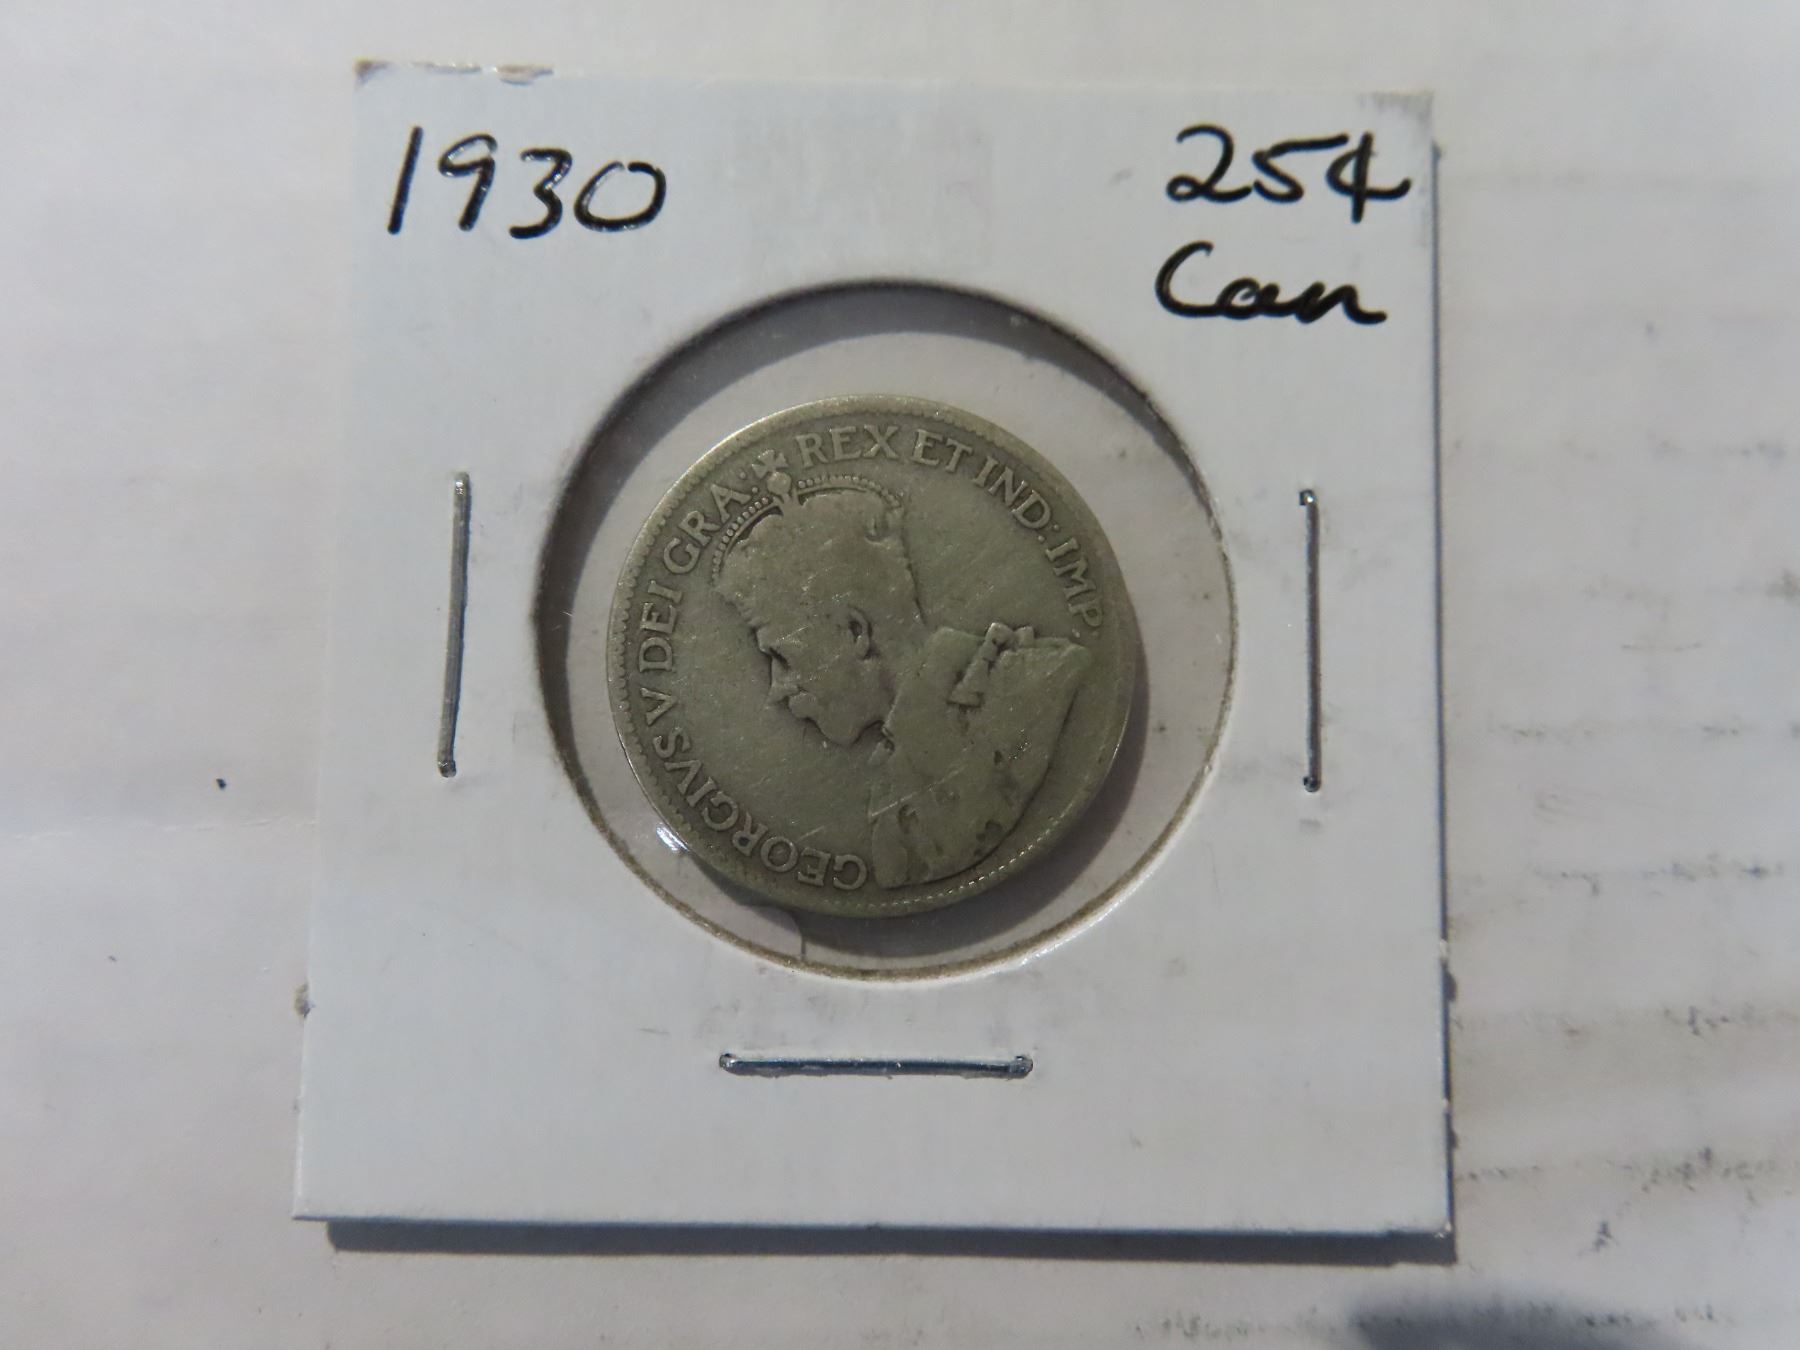 1930
25¢
Can
GEORGIVS V DEI GRA: REX ET IND: IMP.